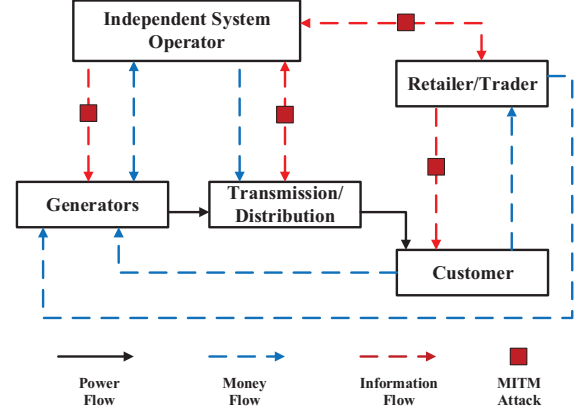 Independent System
Operator
Retailer/Trader
Generators
Transmission/
Distribution
Customer
Power
Flow
Money
Flow
Information
Flow
MITM
Attack